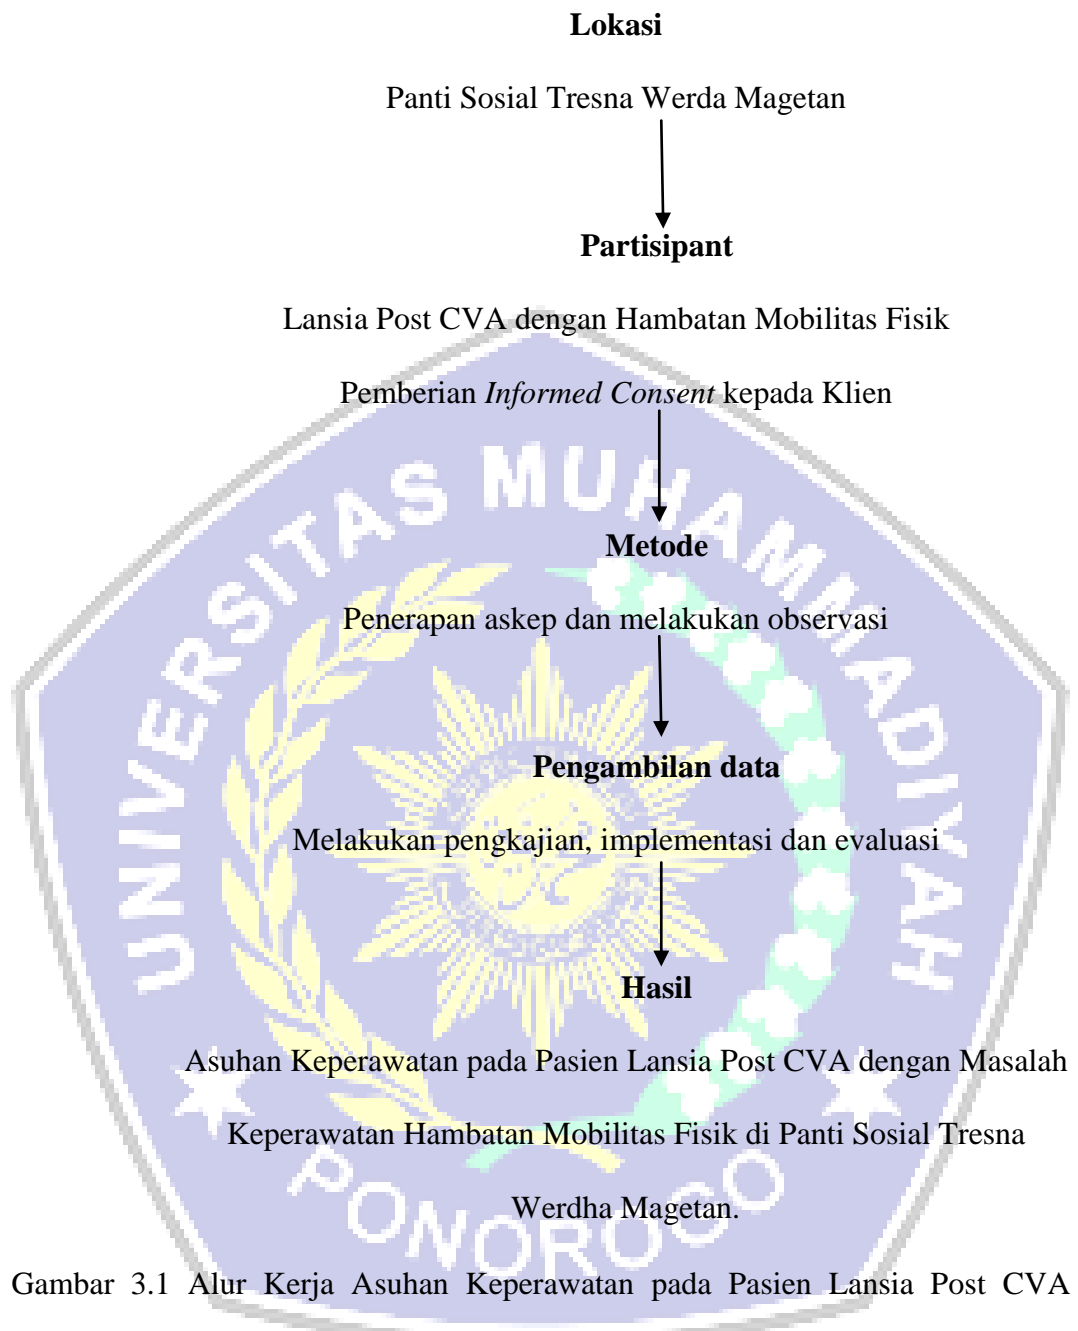 Lokasi
Panti Sosial Tresna Werda Magetan
Partisipant
Lansia Post CVA dengan Hambatan Mobilitas Fisik
Pemberian Informed Consent kepada Klien
Metode
Penerapan askep dan melakukan observasi
Pengambilan data
Melakukan pengkajian, implementasi dan evaluasi
Hasil
Asuhan Keperawatan pada Pasien Lansia Post CVA dengan Masalah
Keperawatan Hambatan Mobilitas Fisik di Panti Sosial Tresna
Werdha Magetan.
Gambar 3.1 Alur Kerja Asuhan Keperawatan pada Pasien Lansia Post CVA
UNIVERSITAS MUHAMMADIYAH
PONOROGO